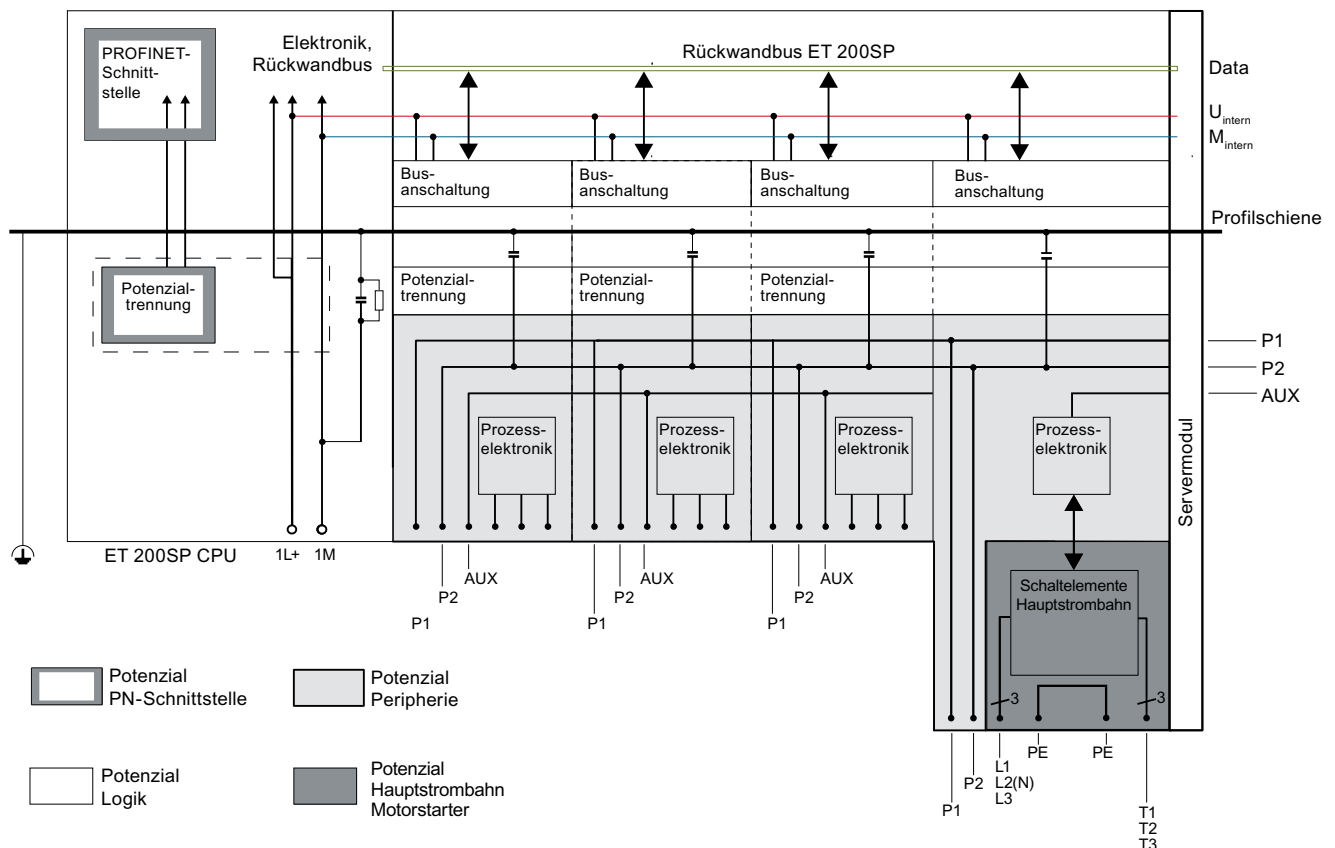 PROFINET-
Schnitt-
stelle
Elektronik,
Rückwandbus
Rückwandbus ET 200SP
Data
Uintern
Mintern
Bus-
anschaltung
Bus-
anschaltung
Bus-
anschaltung
Bus-
anschaltung
Profilschiene
Potenzial-
trennung
Potenzial-
trennung
Potenzial-
trennung
Potenzial-
trennung
P1
P2
AUX
Prozess-
elektronik
Prozess-
elektronik
Prozess-
elektronik
Prozess-
elektronik
Servermodul
ET 200SP CPU
1L+
1M
AUX
P2
P1
AUX
P2
P1
AUX
P2
P1
Schaltelemente
Hauptstrombahn
3
3
P1
P2
L1
L2(N)
L3
PE
PE
T1
T2
T3
Potenzial
PN-Schnittstelle
Potenzial
Peripherie
Potenzial
Logik
Potenzial
Hauptstrombahn
Motorstarter